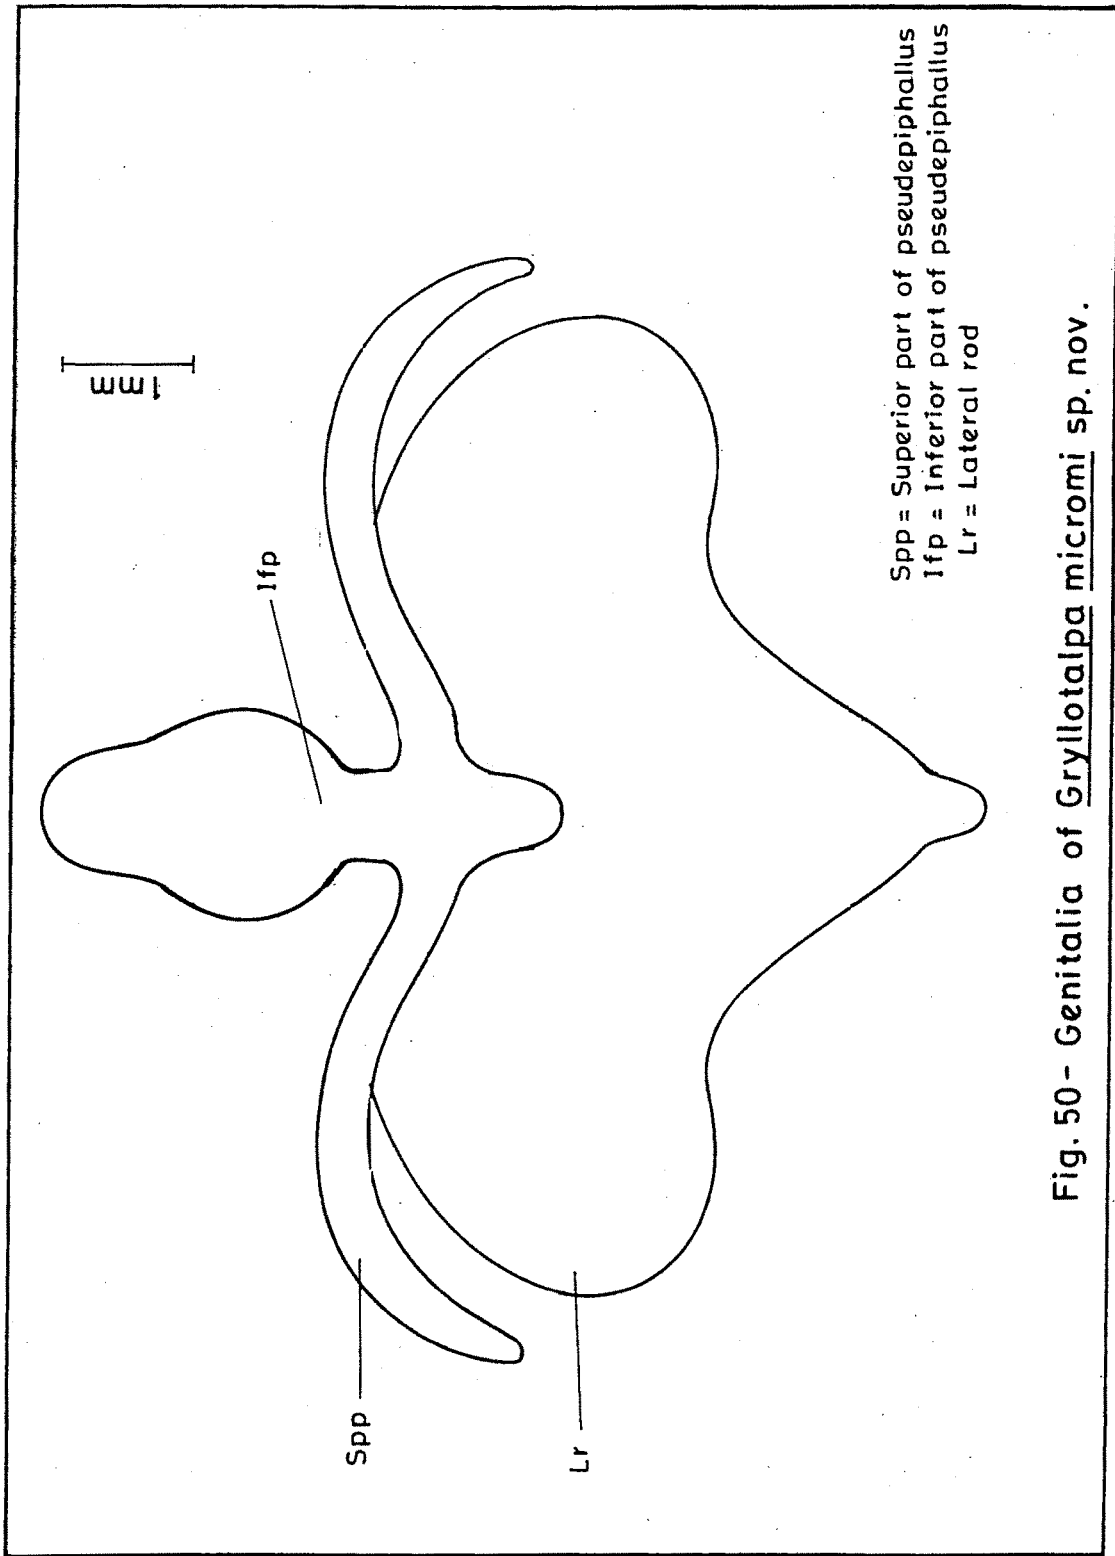 1mm
Ifp
Spp
Lr
Spp = Superior part of pseudepiphallus
Ifp = Inferior part of pseudepiphallus
Lr = Lateral rod
Fig. 50 - Genitalia of Gryllotalpa micromi sp. nov.